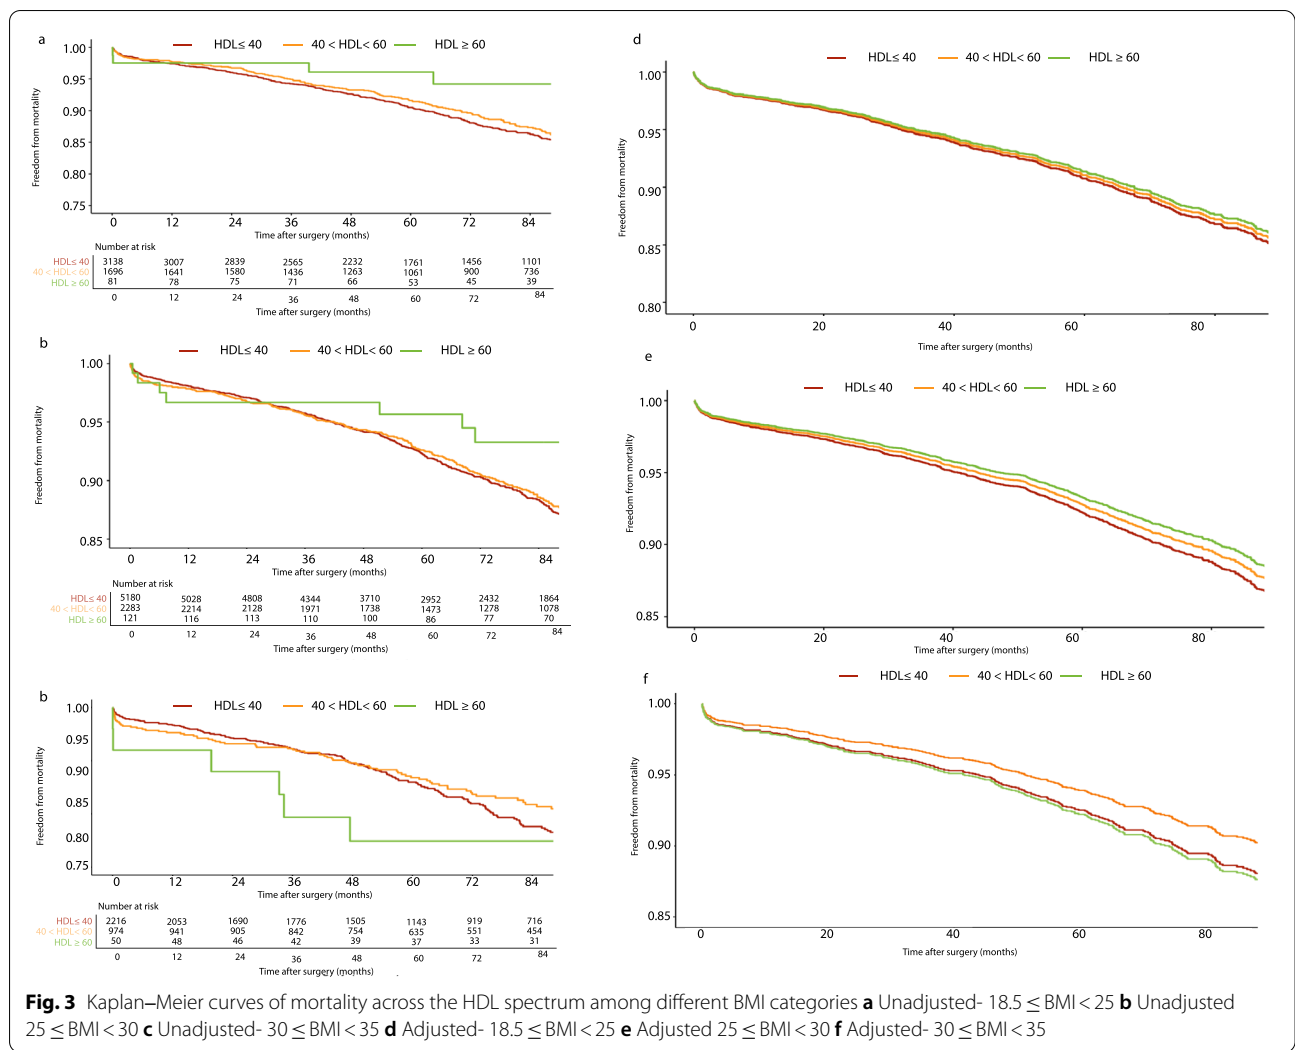 a
HDL≤ 40 40 < HDL< 60 HDL ≥ 60
1.00
0.95
0.90
0.85
0.80
0.75
Freedom from mortality
0 12 24 36 48 60 72 84
Time after surgery (months)
Number at risk
HDL≤ 40 3138 3007 2839 2565 2232 1761 1456 1101
40 < HDL< 60 1696 1641 1580 1436 1263 1061 900 736
HDL ≥ 60 81 78 75 71 66 53 45 39
0 12 24 36 48 60 72 84
Time after surgery (months)
b
HDL≤ 40 40 < HDL< 60 HDL ≥ 60
1.00
0.95
0.90
0.85
Freedom from mortality
0 12 24 36 48 60 72 84
Time after surgery (months)
Number at risk
HDL≤ 40 5180 5028 4808 4344 3710 2952 2432 1864
40 < HDL< 60 2283 2214 2128 1971 1738 1473 1278 1078
HDL ≥ 60 121 116 113 110 100 86 77 70
0 12 24 36 48 60 72 84
Time after surgery (months)
b
HDL≤ 40 40 < HDL< 60 HDL ≥ 60
1.00
0.95
0.90
0.85
0.80
0.75
Freedom from mortality
0 12 24 36 48 60 72 84
Time after surgery (months)
Number at risk
HDL≤ 40 2216 2053 1690 1776 1505 1143 919 716
40 < HDL< 60 974 941 905 842 754 635 551 454
HDL ≥ 60 50 48 46 42 39 37 33 31
0 12 24 36 48 60 72 84
Time after surgery (months)
d
HDL≤ 40 40 < HDL< 60 HDL ≥ 60
1.00
0.95
0.90
0.85
0.80
Freedom from mortality
0 20 40 60 80
Time after surgery (months)
e
HDL≤ 40 40 < HDL< 60 HDL ≥ 60
1.00
0.95
0.90
0.85
Freedom from mortality
0 20 40 60 80
Time after surgery (months)
f
HDL≤ 40 40 < HDL< 60 HDL ≥ 60
1.00
0.95
0.90
0.85
Freedom from mortality
0 20 40 60 80
Time after surgery (months)
Fig. 3 Kaplan–Meier curves of mortality across the HDL spectrum among different BMI categories a Unadjusted- 18.5 ≤ BMI < 25 b Unadjusted
25 ≤ BMI < 30 c Unadjusted- 30 ≤ BMI < 35 d Adjusted- 18.5 ≤ BMI < 25 e Adjusted 25 ≤ BMI < 30 f Adjusted- 30 ≤ BMI < 35